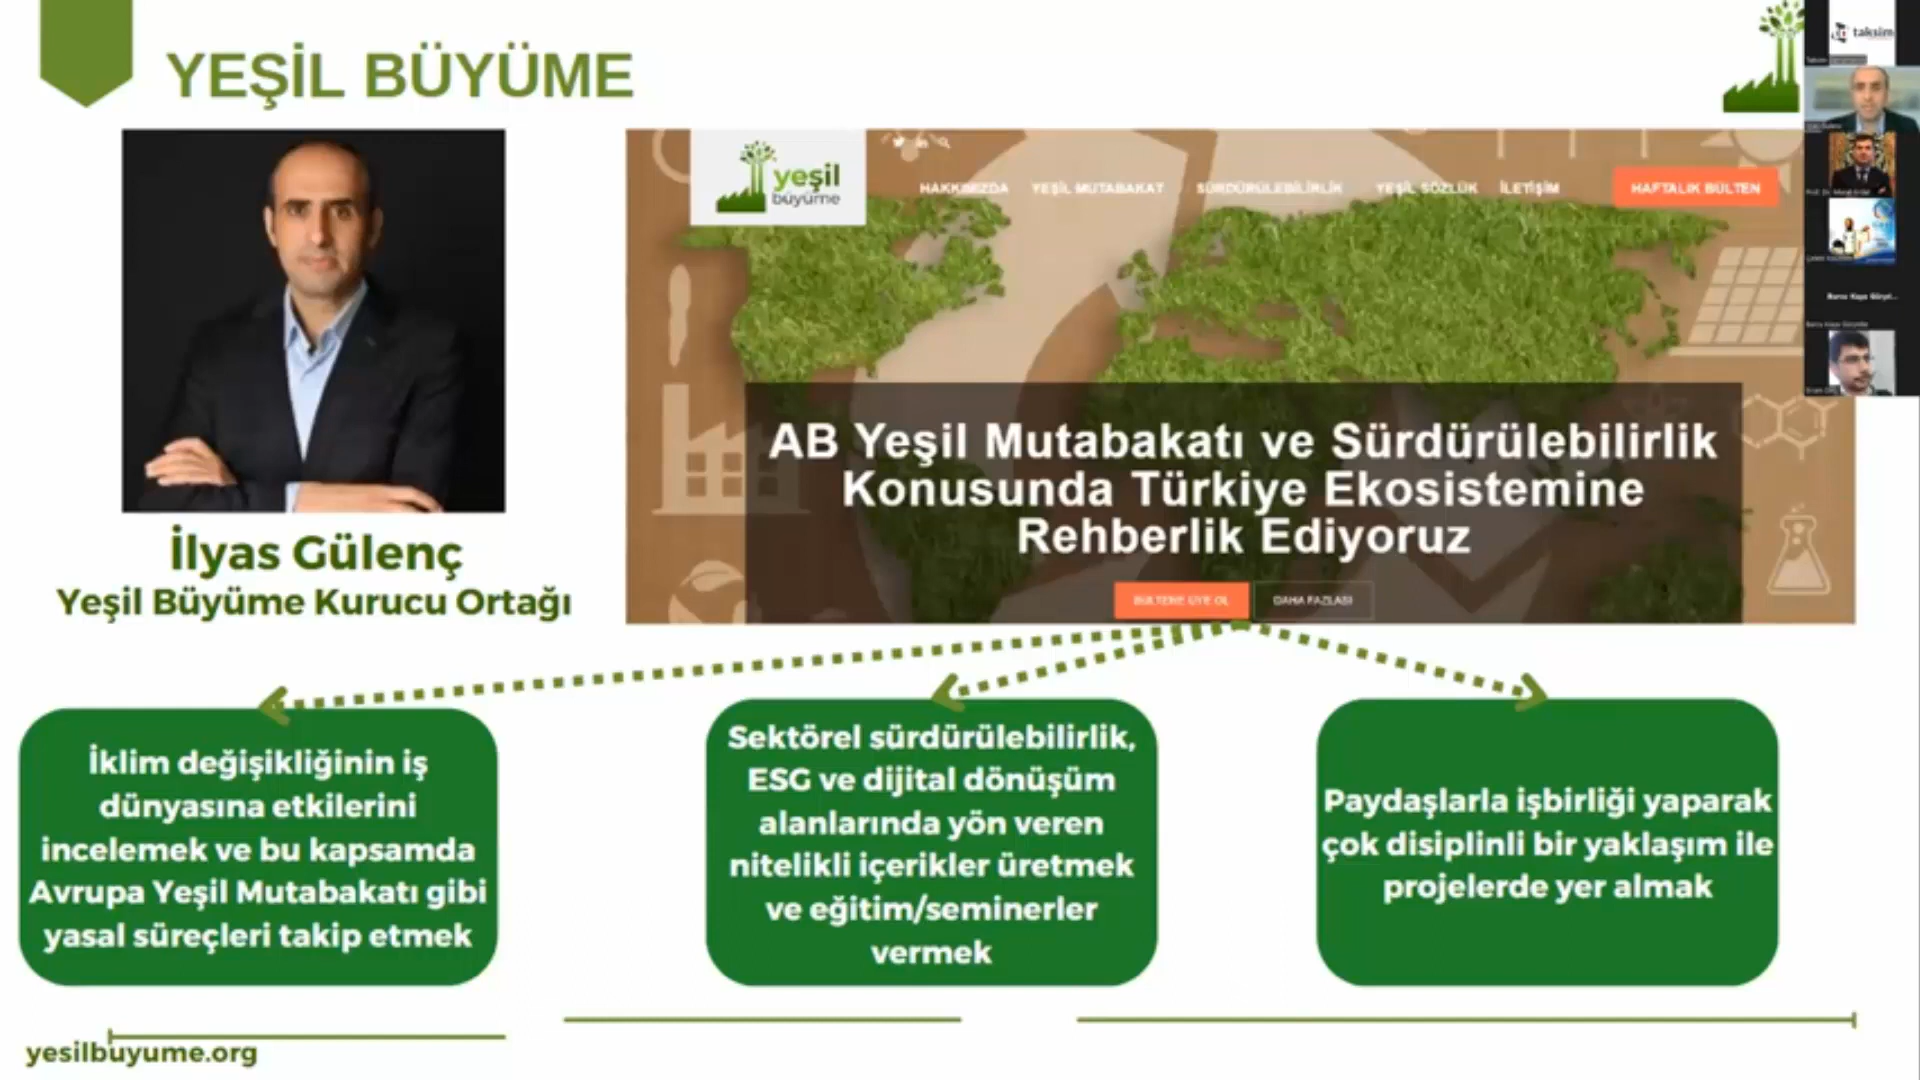 YEŞİL BÜYÜME
taksim
yeşil
büyüme
HAKKIMIZDA YEŞİL MUTABAKAT SÜRDÜRÜLEBİLİRLİK YEŞİL SÖZLÜK İLETİŞİM HAFTALIK BÜLTEN
AB Yeşil Mutabakatı ve Sürdürülebilirlik
Konusunda Türkiye Ekosistemine
Rehberlik Ediyoruz
BÜLTENE ÜYE OL DAHA FAZLASI
İlyas Gülenç
Yeşil Büyüme Kurucu Ortağı
İklim değişikliğinin iş
dünyasına etkilerini
incelemek ve bu kapsamda
Avrupa Yeşil Mutabakatı gibi
yasal süreçleri takip etmek
Sektörel sürdürülebilirlik,
ESG ve dijital dönüşüm
alanlarında yön veren
nitelikli içerikler üretmek
ve eğitim/seminerler
vermek
Paydaşlarla işbirliği yaparak
çok disiplinli bir yaklaşım ile
projelerde yer almak
yesilbuyume.org